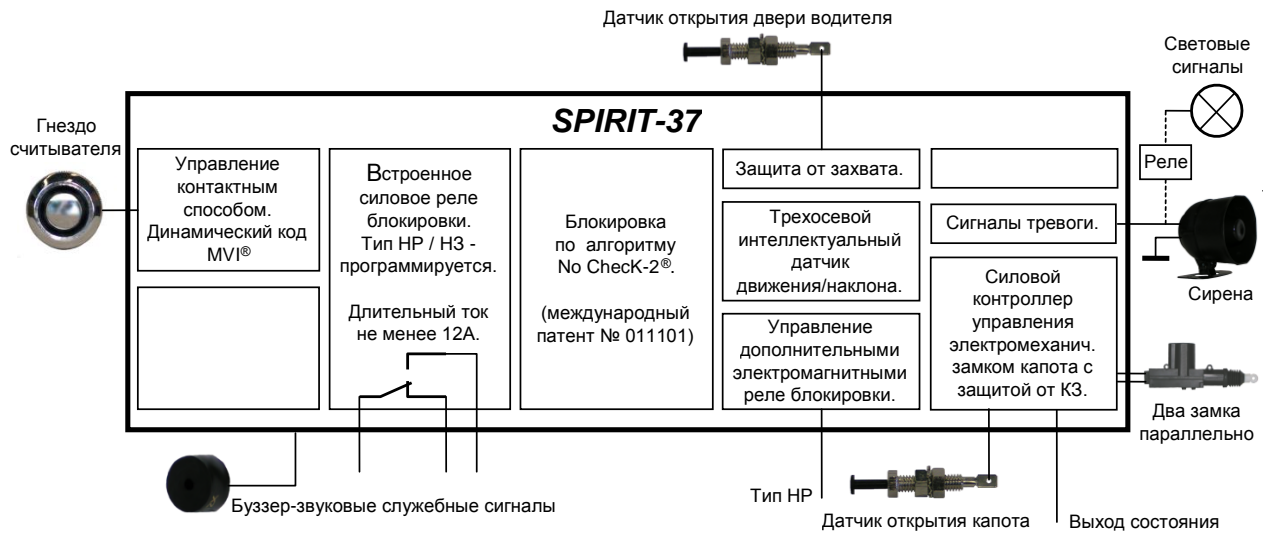 Датчик открытия двери водителя
Световые
сигналы
SPIRIT-37
Гнездо
считывателя
Управление
контактным
способом.
Динамический код
MVI®
Встроенное
силовое реле
блокировки.
Тип НР / НЗ -
программируется.
Длительный ток
не менее 12А.
Блокировка
по алгоритму
No ChecK-2®.
(международный
патент № 011101)
Защита от захвата.
Трехосевой
интеллектуальный
датчик
движения/наклона.
Управление
дополнительными
электромагнитными
реле блокировки.
Реле
Сигналы тревоги.
Силовой
контроллер
управления
электромеханич.
замком капота с
защитой от КЗ.
Сирена
Два замка
параллельно
Буззер-звуковые служебные сигналы
Тип НР
Датчик открытия капота
Выход состояния